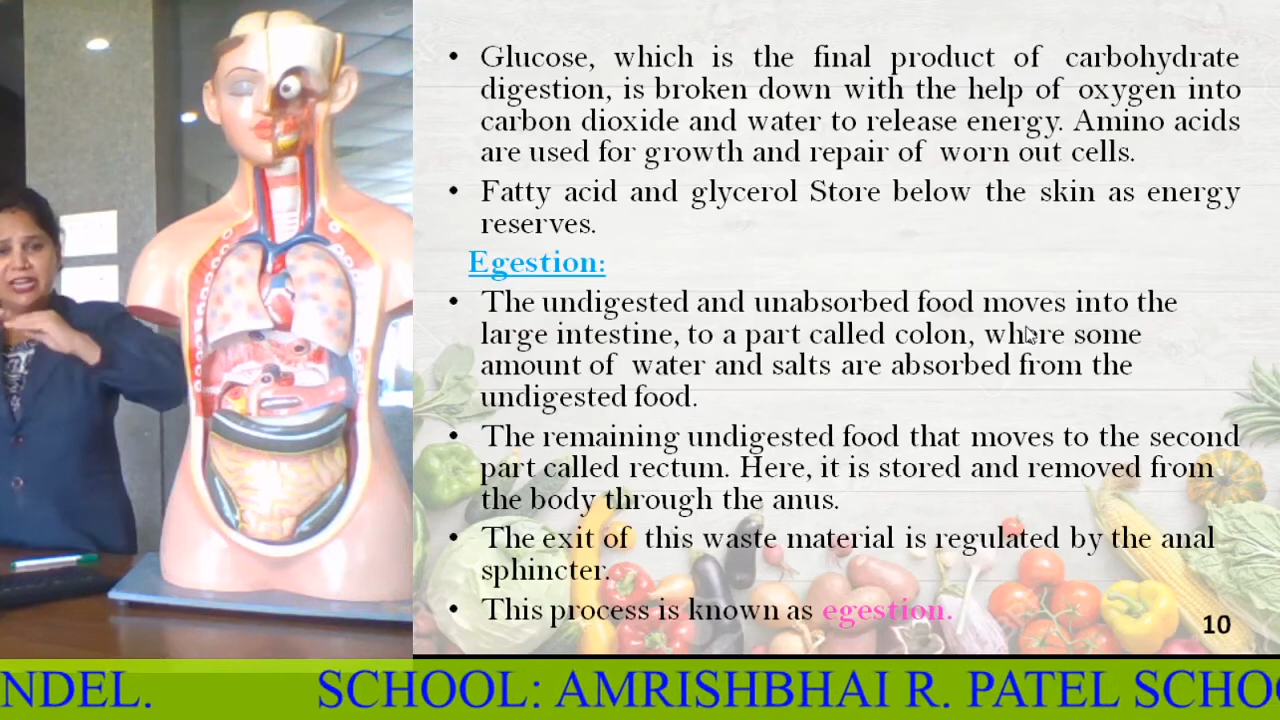 • Glucose, which is the final product of carbohydrate
digestion, is broken down with the help of oxygen into
carbon dioxide and water to release energy. Amino acids
are used for growth and repair of worn out cells.
• Fatty acid and glycerol Store below the skin as energy
reserves.
Egestion:
• The undigested and unabsorbed food moves into the
large intestine, to a part called colon, where some
amount of water and salts are absorbed from the
undigested food.
• The remaining undigested food that moves to the second
part called rectum. Here, it is stored and removed from
the body through the anus.
• The exit of this waste material is regulated by the anal
sphincter.
• This process is known as egestion.
10
NDEL. SCHOOL: AMRISHBHAI R. PATEL SCHO